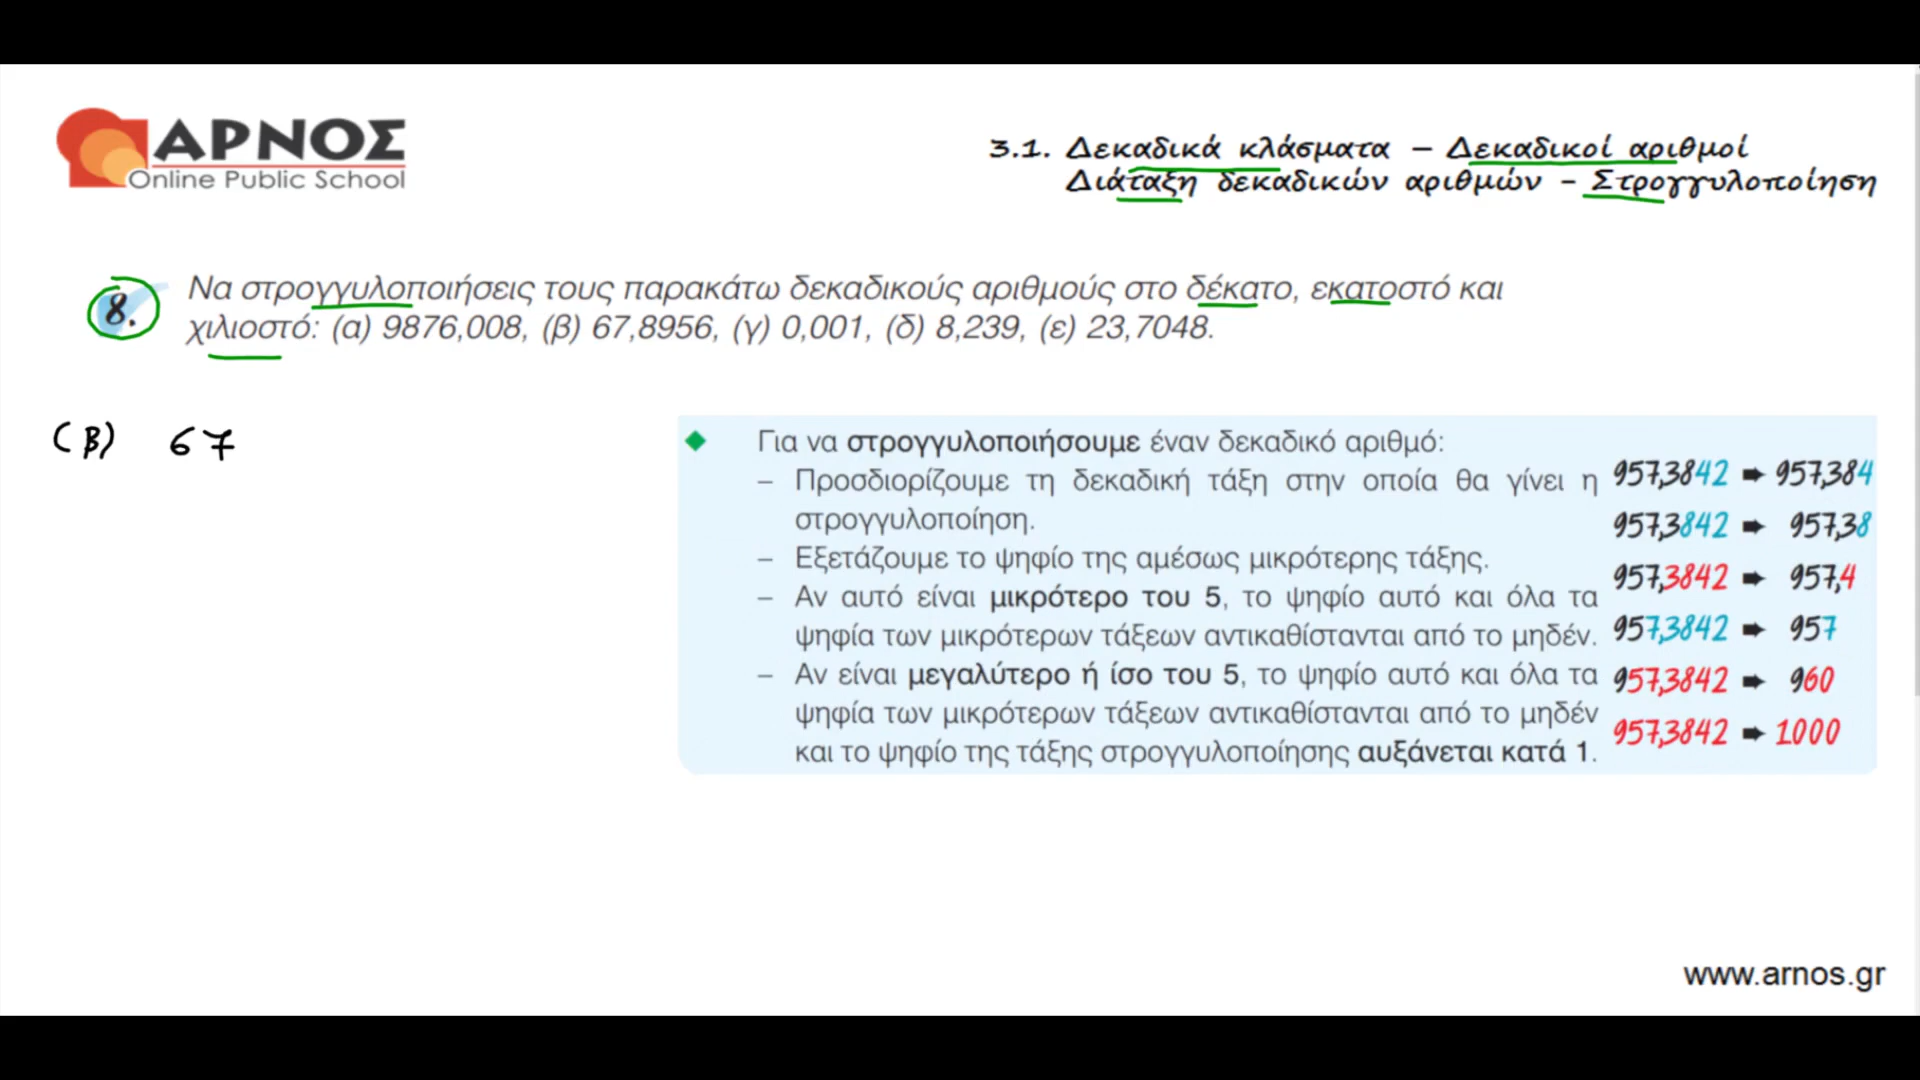 ΑΡΝΟΣ
Online Public School
3.1. Δεκαδικά κλάσματα – Δεκαδικοί αριθμοί
Διάταξη δεκαδικών αριθμών – Στρογγυλοποίηση
8. Να στρογγυλοποιήσεις τους παρακάτω δεκαδικούς αριθμούς στο δέκατο, εκατοστό και
χιλιοστό: (α) 9876,008, (β) 67,8956, (γ) 0,001, (δ) 8,239, (ε) 23,7048.
(β) 67
Για να στρογγυλοποιήσουμε έναν δεκαδικό αριθμό:
– Προσδιορίζουμε τη δεκαδική τάξη στην οποία θα γίνει η
στρογγυλοποίηση.
– Εξετάζουμε το ψηφίο της αμέσως μικρότερης τάξης.
– Αν αυτό είναι μικρότερο του 5, το ψηφίο αυτό και όλα τα
ψηφία των μικρότερων τάξεων αντικαθίστανται από το μηδέν.
– Αν είναι μεγαλύτερο ή ίσο του 5, το ψηφίο αυτό και όλα τα
ψηφία των μικρότερων τάξεων αντικαθίστανται από το μηδέν
και το ψηφίο της τάξης στρογγυλοποίησης αυξάνεται κατά 1.
957,3842 ➨ 957,384
957,3842 ➨ 957,38
957,3842 ➨ 957,4
957,3842 ➨ 957
957,3842 ➨ 960
957,3842 ➨ 1000
www.arnos.gr